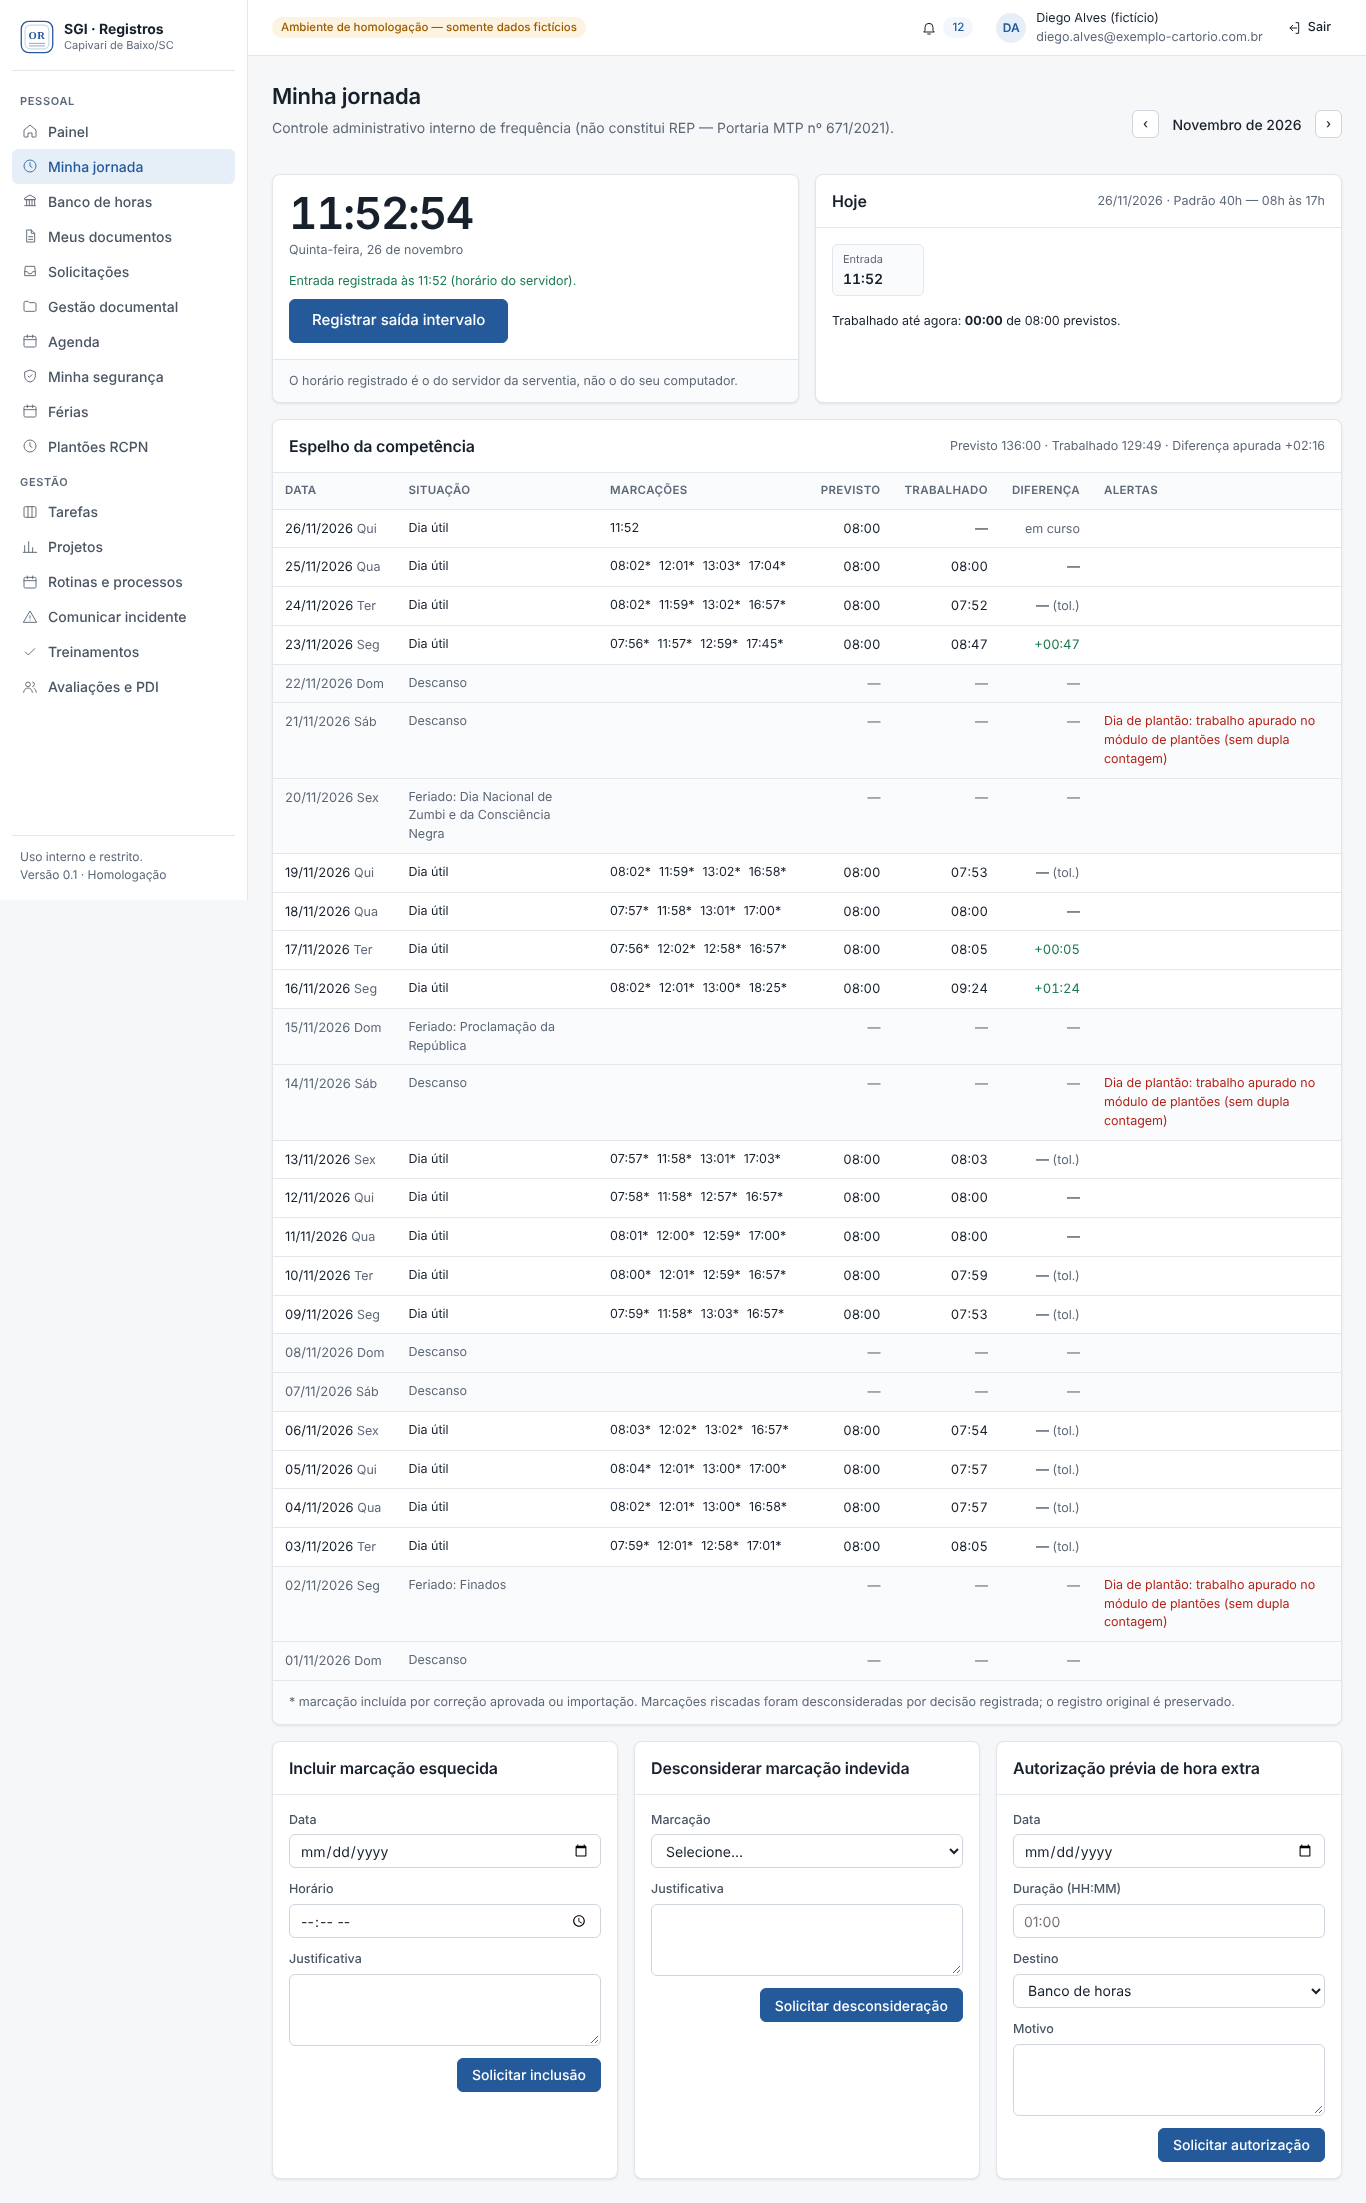 OR
SGI · Registros
Capivari de Baixo/SC
PESSOAL
Painel
Minha jornada
Banco de horas
Meus documentos
Solicitações
Gestão documental
Agenda
Minha segurança
Férias
Plantões RCPN
GESTÃO
Tarefas
Projetos
Rotinas e processos
Comunicar incidente
Treinamentos
Avaliações e PDI
Uso interno e restrito.
Versão 0.1 · Homologação
Ambiente de homologação — somente dados fictícios
12
DA
Diego Alves (fictício)
diego.alves@exemplo-cartorio.com.br
Sair
Minha jornada
Controle administrativo interno de frequência (não constitui REP — Portaria MTP nº 671/2021).
‹ Novembro de 2026 ›
11:52:54
Quinta-feira, 26 de novembro
Entrada registrada às 11:52 (horário do servidor).
Registrar saída intervalo
O horário registrado é o do servidor da serventia, não o do seu computador.
Hoje
26/11/2026 · Padrão 40h — 08h às 17h
Entrada
11:52
Trabalhado até agora: 00:00 de 08:00 previstos.
Espelho da competência
Previsto 136:00 · Trabalhado 129:49 · Diferença apurada +02:16
DATA SITUAÇÃO MARCAÇÕES PREVISTO TRABALHADO DIFERENÇA ALERTAS
26/11/2026 Qui Dia útil 11:52 08:00 — em curso
25/11/2026 Qua Dia útil 08:02* 12:01* 13:03* 17:04* 08:00 08:00 —
24/11/2026 Ter Dia útil 08:02* 11:59* 13:02* 16:57* 08:00 07:52 — (tol.)
23/11/2026 Seg Dia útil 07:56* 11:57* 12:59* 17:45* 08:00 08:47 +00:47
22/11/2026 Dom Descanso — — —
21/11/2026 Sáb Descanso — — — Dia de plantão: trabalho apurado no
módulo de plantões (sem dupla
contagem)
20/11/2026 Sex Feriado: Dia Nacional de — — —
Zumbi e da Consciência
Negra
19/11/2026 Qui Dia útil 08:02* 11:59* 13:02* 16:58* 08:00 07:53 — (tol.)
18/11/2026 Qua Dia útil 07:57* 11:58* 13:01* 17:00* 08:00 08:00 —
17/11/2026 Ter Dia útil 07:56* 12:02* 12:58* 16:57* 08:00 08:05 +00:05
16/11/2026 Seg Dia útil 08:02* 12:01* 13:00* 18:25* 08:00 09:24 +01:24
15/11/2026 Dom Feriado: Proclamação da — — —
República
14/11/2026 Sáb Descanso — — — Dia de plantão: trabalho apurado no
módulo de plantões (sem dupla
contagem)
13/11/2026 Sex Dia útil 07:57* 11:58* 13:01* 17:03* 08:00 08:03 — (tol.)
12/11/2026 Qui Dia útil 07:58* 11:58* 12:57* 16:57* 08:00 08:00 —
11/11/2026 Qua Dia útil 08:01* 12:00* 12:59* 17:00* 08:00 08:00 —
10/11/2026 Ter Dia útil 08:00* 12:01* 12:59* 16:57* 08:00 07:59 — (tol.)
09/11/2026 Seg Dia útil 07:59* 11:58* 13:03* 16:57* 08:00 07:53 — (tol.)
08/11/2026 Dom Descanso — — —
07/11/2026 Sáb Descanso — — —
06/11/2026 Sex Dia útil 08:03* 12:02* 13:02* 16:57* 08:00 07:54 — (tol.)
05/11/2026 Qui Dia útil 08:04* 12:01* 13:00* 17:00* 08:00 07:57 — (tol.)
04/11/2026 Qua Dia útil 08:02* 12:01* 13:00* 16:58* 08:00 07:57 — (tol.)
03/11/2026 Ter Dia útil 07:59* 12:01* 12:58* 17:01* 08:00 08:05 — (tol.)
02/11/2026 Seg Feriado: Finados — — — Dia de plantão: trabalho apurado no
módulo de plantões (sem dupla
contagem)
01/11/2026 Dom Descanso — — —
* marcação incluída por correção aprovada ou importação. Marcações riscadas foram desconsideradas por decisão registrada; o registro original é preservado.
Incluir marcação esquecida
Data
mm/dd/yyyy
Horário
--:-- --
Justificativa
Solicitar inclusão
Desconsiderar marcação indevida
Marcação
Selecione...
Justificativa
Solicitar desconsideração
Autorização prévia de hora extra
Data
mm/dd/yyyy
Duração (HH:MM)
01:00
Destino
Banco de horas
Motivo
Solicitar autorização